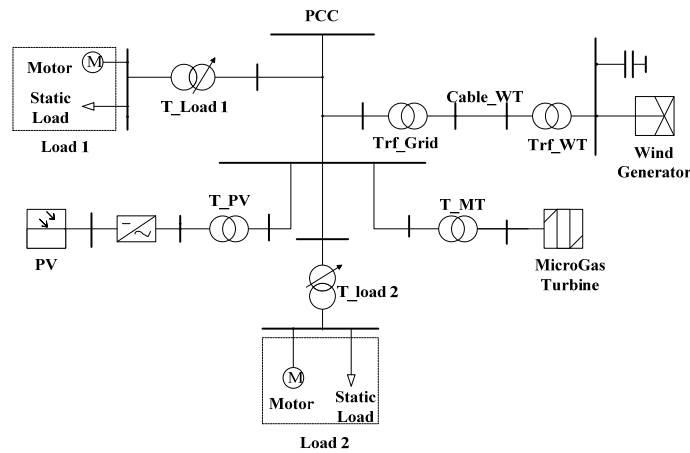 PCC
Motor
M
Static
Load
Load 1
T_Load 1
Cable_WT
Trf_Grid
Trf_WT
Wind
Generator
PV
T_PV
T_MT
MicroGas
Turbine
T_load 2
M
Motor
Static
Load
Load 2